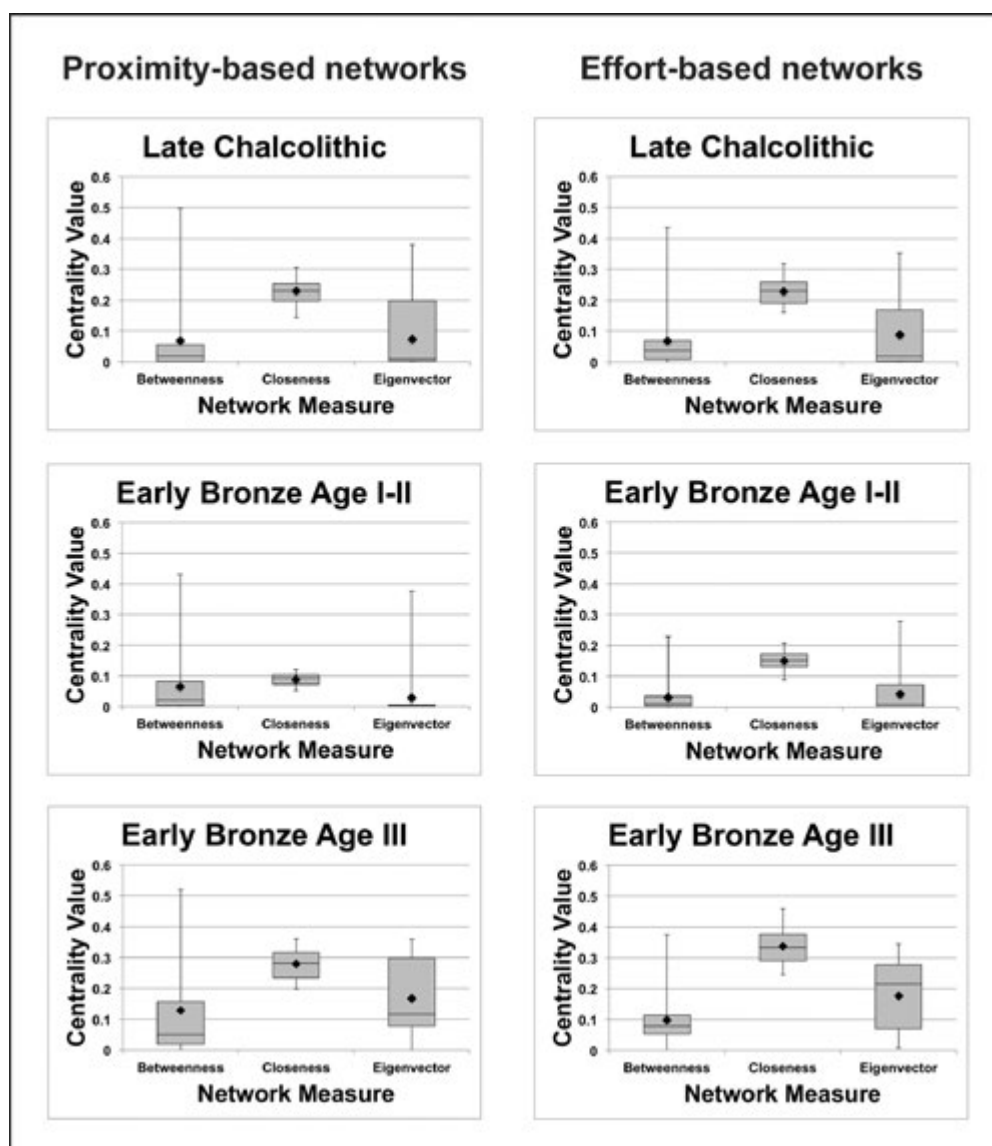 Proximity-based networks
Effort-based networks
Late Chalcolithic
Centrality Value
0.6
0.5
0.4
0.3
0.2
0.1
0
Betweenness Closeness Eigenvector
Network Measure
Late Chalcolithic
Centrality Value
0.6
0.5
0.4
0.3
0.2
0.1
0
Betweenness Closeness Eigenvector
Network Measure
Early Bronze Age I-II
Centrality Value
0.6
0.5
0.4
0.3
0.2
0.1
0
Betweenness Closeness Eigenvector
Network Measure
Early Bronze Age I-II
Centrality Value
0.6
0.5
0.4
0.3
0.2
0.1
0
Betweenness Closeness Eigenvector
Network Measure
Early Bronze Age III
Centrality Value
0.6
0.5
0.4
0.3
0.2
0.1
0
Betweenness Closeness Eigenvector
Network Measure
Early Bronze Age III
Centrality Value
0.6
0.5
0.4
0.3
0.2
0.1
0
Betweenness Closeness Eigenvector
Network Measure